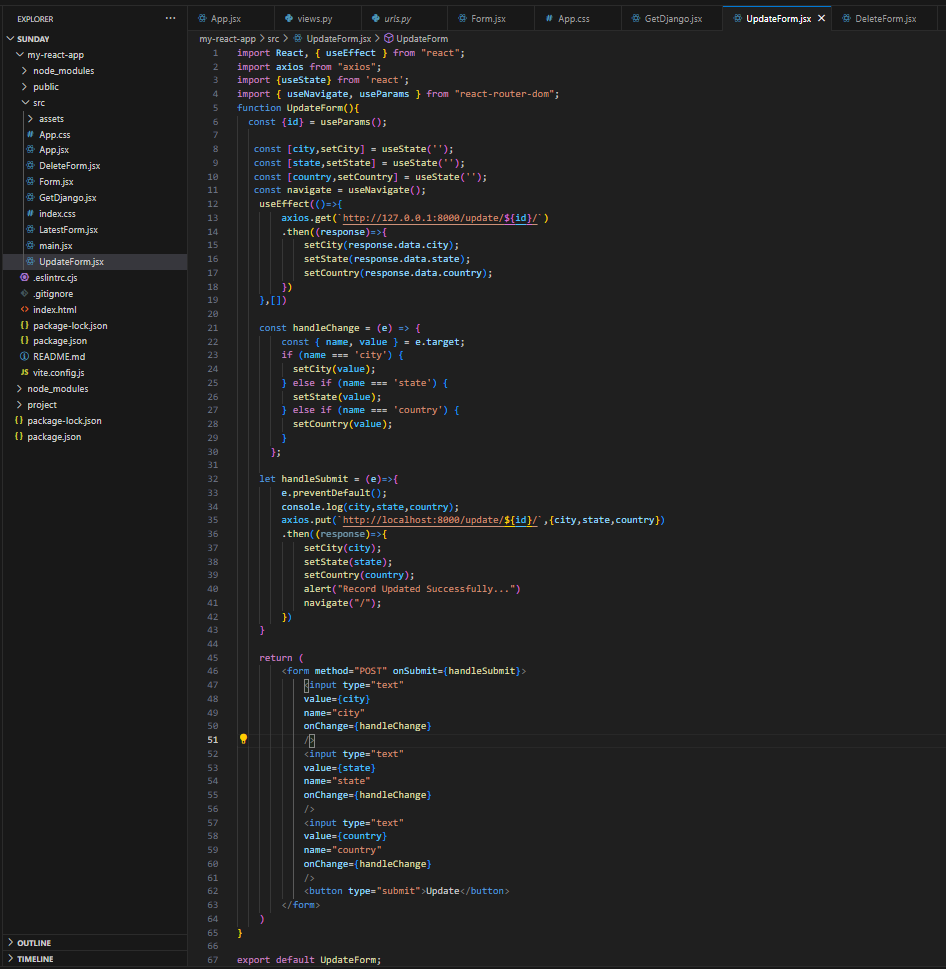 EXPLORER ...
SUNDAY
my-react-app
node_modules
public
src
assets
# App.css
App.jsx
DeleteForm.jsx
Form.jsx
GetDjango.jsx
# index.css
LatestForm.jsx
main.jsx
UpdateForm.jsx
.eslintrc.cjs
.gitignore
<> index.html
{} package-lock.json
{} package.json
README.md
JS vite.config.js
node_modules
project
{} package-lock.json
{} package.json
OUTLINE
TIMELINE
App.jsx views.py urls.py Form.jsx # App.css GetDjango.jsx UpdateForm.jsx DeleteForm.jsx
my-react-app > src > UpdateForm.jsx > UpdateForm
1 import React, { useEffect } from "react";
2 import axios from "axios";
3 import {useState} from 'react';
4 import { useNavigate, useParams } from "react-router-dom";
5 function UpdateForm(){
6 const {id} = useParams();
7
8 const [city,setCity] = useState('');
9 const [state,setState] = useState('');
10 const [country,setCountry] = useState('');
11 const navigate = useNavigate();
12 useEffect(()=>{
13 axios.get(`http://127.0.0.1:8000/update/${id}/`)
14 .then((response)=>{
15 setCity(response.data.city);
16 setState(response.data.state);
17 setCountry(response.data.country);
18 })
19 },[])
20
21 const handleChange = (e) => {
22 const { name, value } = e.target;
23 if (name === 'city') {
24 setCity(value);
25 } else if (name === 'state') {
26 setState(value);
27 } else if (name === 'country') {
28 setCountry(value);
29 }
30 };
31
32 let handleSubmit = (e)=>{
33 e.preventDefault();
34 console.log(city,state,country);
35 axios.put(`http://localhost:8000/update/${id}/`,{city,state,country})
36 .then((response)=>{
37 setCity(city);
38 setState(state);
39 setCountry(country);
40 alert("Record Updated Successfully...")
41 navigate("/");
42 })
43 }
44
45 return (
46 <form method="POST" onSubmit={handleSubmit}>
47 <input type="text"
48 value={city}
49 name="city"
50 onChange={handleChange}
51 />
52 <input type="text"
53 value={state}
54 name="state"
55 onChange={handleChange}
56 />
57 <input type="text"
58 value={country}
59 name="country"
60 onChange={handleChange}
61 />
62 <button type="submit">Update</button>
63 </form>
64 )
65 }
66
67 export default UpdateForm;